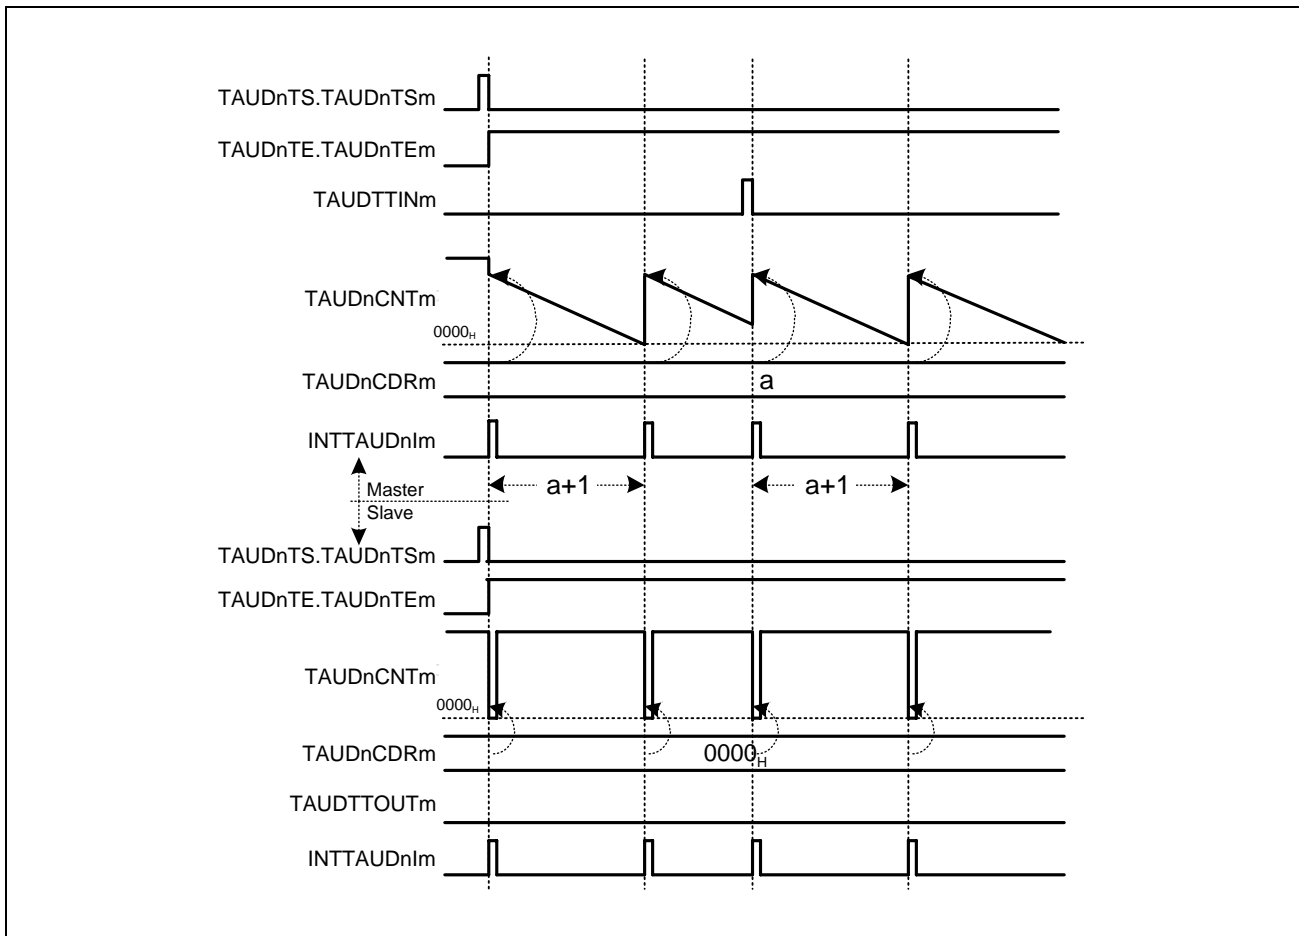 TAUDnTS.TAUDnTSm
TAUDnTE.TAUDnTEm
TAUDTTINm
TAUDnCNTm
0000H
TAUDnCDRm
a
INTTAUDnIm
a+1 a+1
Master
Slave
TAUDnTS.TAUDnTSm
TAUDnTE.TAUDnTEm
TAUDnCNTm
0000H
TAUDnCDRm
0000H
TAUDTTOUTm
INTTAUDnIm